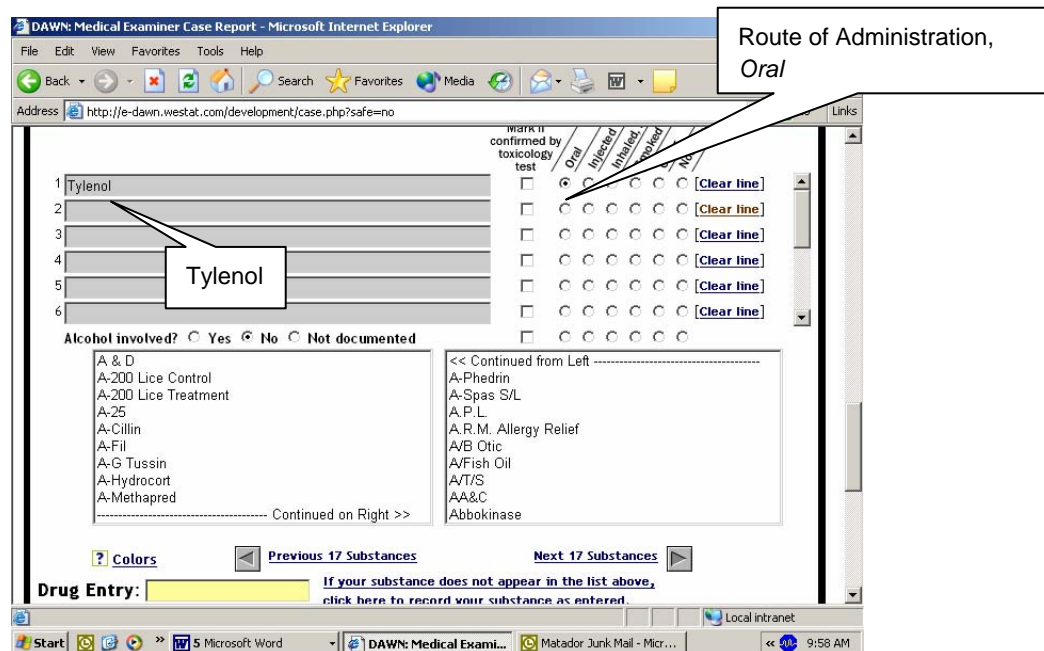 DAWN: Medical Examiner Case Report - Microsoft Internet Explorer
Route of Administration,
Oral
File Edit View Favorites Tools Help
Back Search Favorites Media
Address http://e-dawn.westat.com/development/case.php?safe=no Links
Mark if
confirmed by
toxicology
test
Oral
Injected
Inhaled,
Smoked
1 Tylenol [Clear line]
2 [Clear line]
3 [Clear line]
4 [Clear line]
Tylenol
5 [Clear line]
6 [Clear line]
Alcohol involved? Yes No Not documented
A & D
A-200 Lice Control
A-200 Lice Treatment
A-25
A-Cillin
A-Fil
A-G Tussin
A-Hydrocort
A-Methapred
--------------------------------------- Continued on Right >>
<< Continued from Left --------------------------------------
A-Phedrin
A-Spas S/L
A.P.L.
A.R.M. Allergy Relief
A/B Otic
A/Fish Oil
A/T/S
AA&C
Abbokinase
? Colors Previous 17 Substances Next 17 Substances
Drug Entry: If your substance does not appear in the list above,
click here to record your substance as entered.
Local intranet
Start » 5 Microsoft Word DAWN: Medical Exami... Matador Junk Mail - Micr... « 9:58 AM